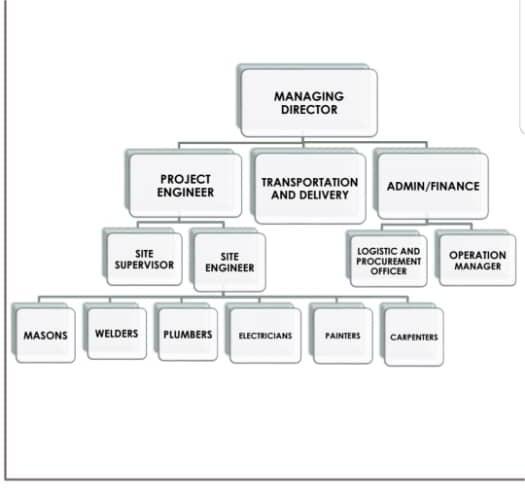 MANAGING
DIRECTOR
PROJECT
ENGINEER
TRANSPORTATION
AND DELIVERY
ADMIN/FINANCE
SITE
SUPERVISOR
SITE
ENGINEER
LOGISTIC AND
PROCUREMENT
OFFICER
OPERATION
MANAGER
MASONS
WELDERS
PLUMBERS
ELECTRICIANS
PAINTERS
CARPENTERS